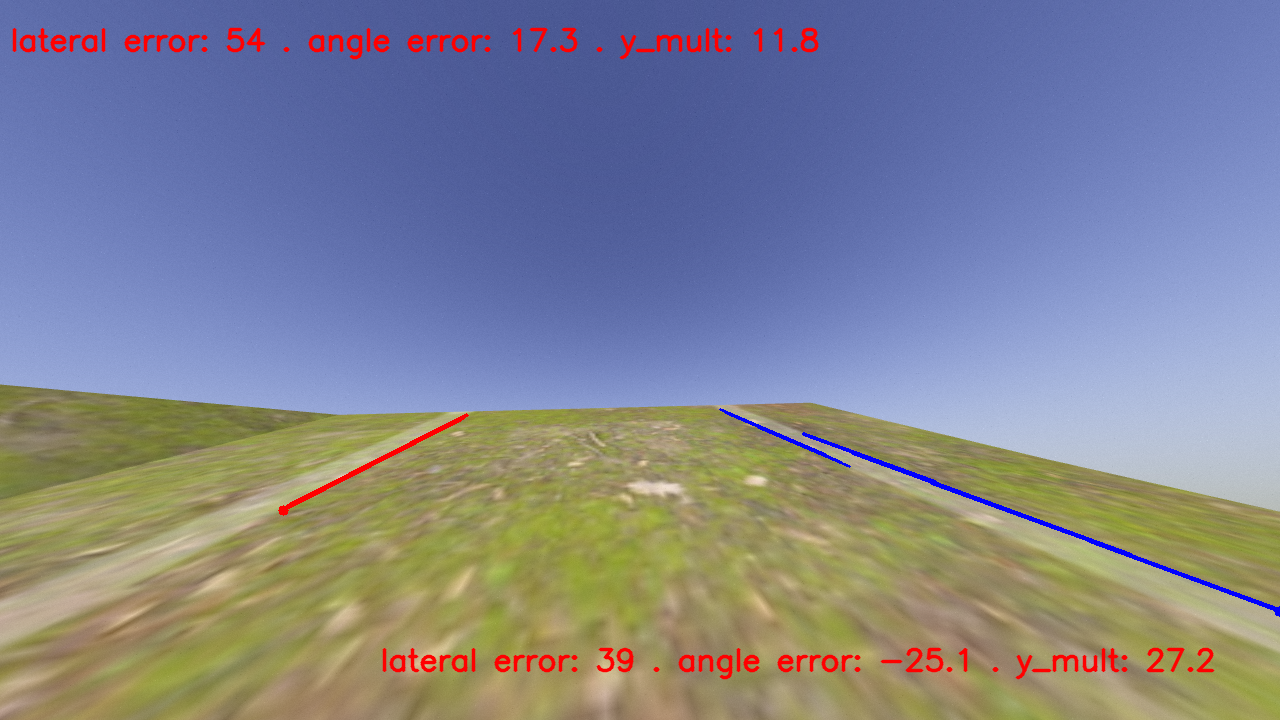 lateral error: 54 . angle error: 17.3 . y_mult: 11.8
lateral error: 39 . angle error: -25.1 . y_mult: 27.2